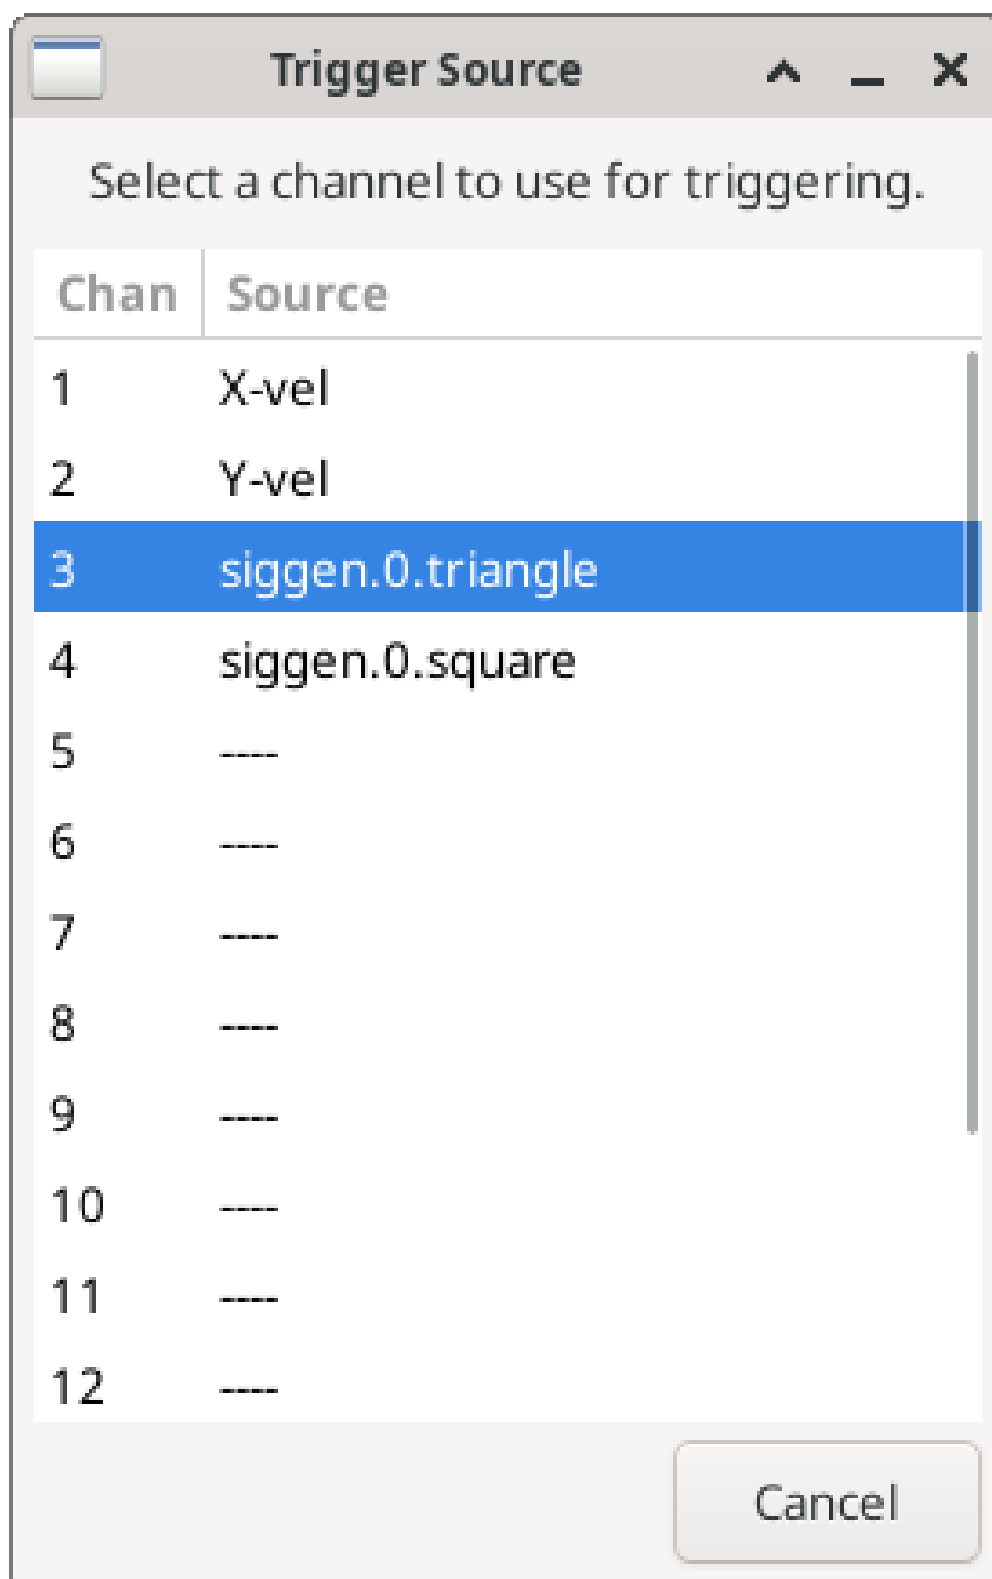 Trigger Source
Select a channel to use for triggering.
Chan Source
1 X-vel
2 Y-vel
3 siggen.0.triangle
4 siggen.0.square
5 ----
6 ----
7 ----
8 ----
9 ----
10 ----
11 ----
12 ----
Cancel